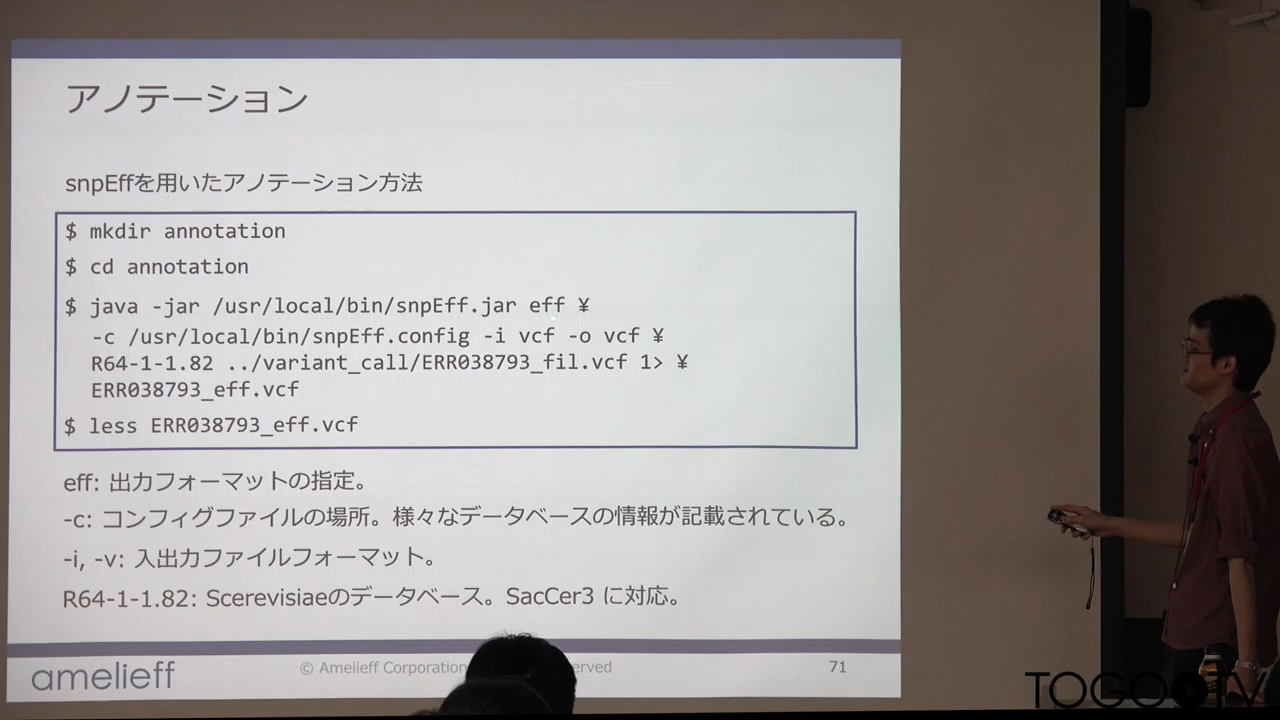 アノテーション
snpEffを用いたアノテーション方法
$ mkdir annotation
$ cd annotation
$ java -jar /usr/local/bin/snpEff.jar eff ¥
-c /usr/local/bin/snpEff.config -i vcf -o vcf ¥
R64-1-1.82 ../variant_call/ERR038793_fil.vcf 1> ¥
ERR038793_eff.vcf
$ less ERR038793_eff.vcf
eff: 出力フォーマットの指定。
-c: コンフィグファイルの場所。様々なデータベースの情報が記載されている。
-i, -v: 入出力ファイルフォーマット。
R64-1-1.82: Scerevisiaeのデータベース。SacCer3 に対応。
amelieff
© Amelieff Corporation
71
TOGO TV